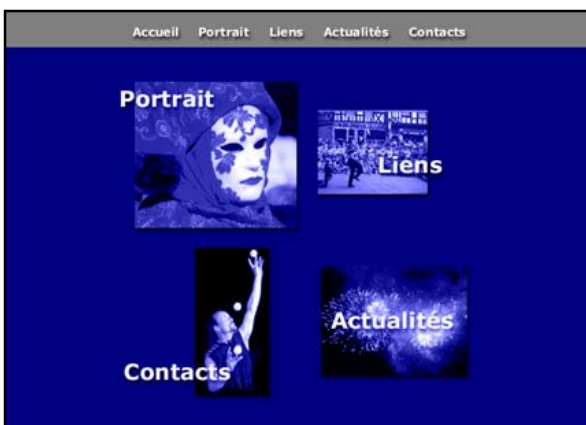 Accueil Portrait Liens Actualités Contacts
Portrait
Liens
Actualités
Contacts